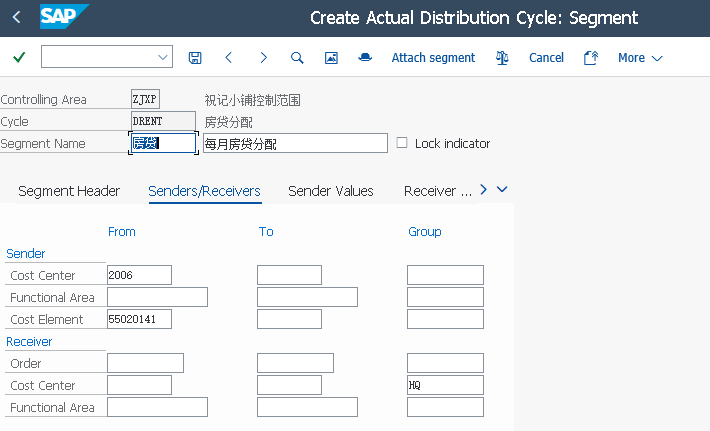 SAP Create Actual Distribution Cycle: Segment
Attach segment Cancel More
Controlling Area ZJXP 祝记小铺控制范围
Cycle DRENT 房贷分配
Segment Name 房贷 每月房贷分配 Lock indicator
Segment Header Senders/Receivers Sender Values Receiver ...
From To Group
Sender
Cost Center 2006
Functional Area
Cost Element 55020141
Receiver
Order
Cost Center HQ
Functional Area